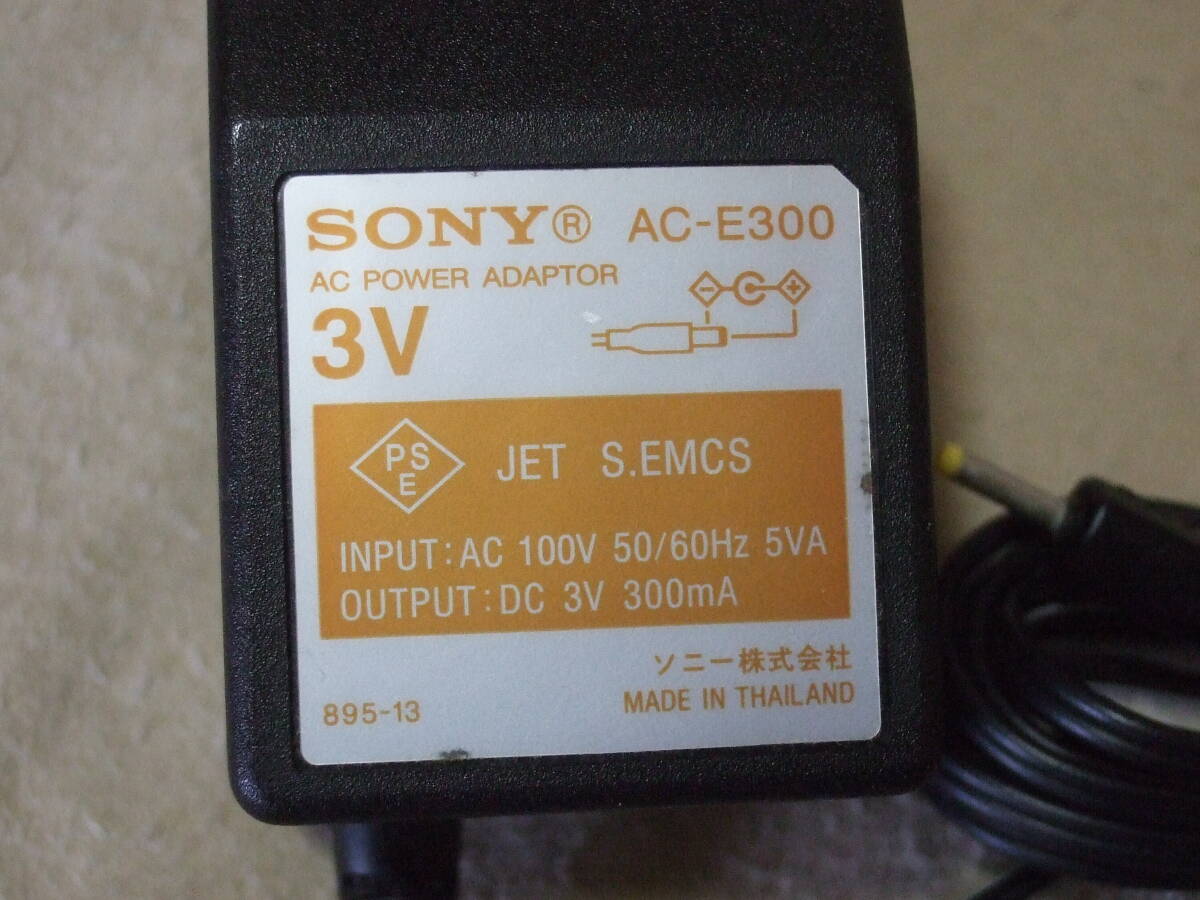 SONY® AC-E300
AC POWER ADAPTOR
3V
- +
PSE JET S.EMCS
INPUT:AC 100V 50/60Hz 5VA
OUTPUT:DC 3V 300mA
ソニー株式会社
895-13 MADE IN THAILAND